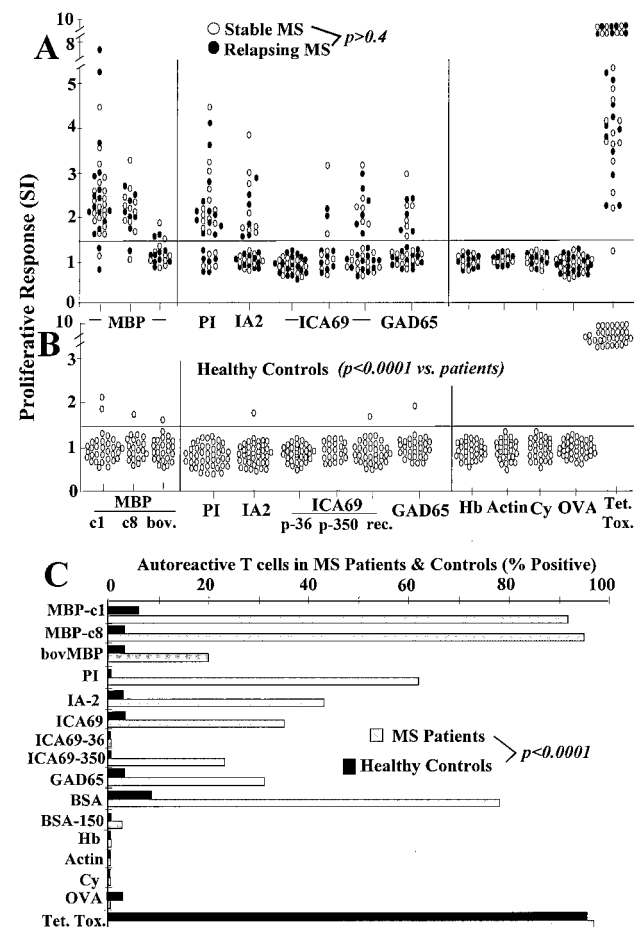 A
○ Stable MS
● Relapsing MS
p>0.4
Proliferative Response (SI)
10
8
5
4
3
2
1
0
MBP
PI IA2 ICA69 GAD65
B
Healthy Controls (p<0.0001 vs. patients)
10
3
2
1
0
MBP
c1 c8 bov.
PI IA2
ICA69
p-36 p-350 rec.
GAD65
Hb Actin Cy OVA
Tet.
Tox.
C
Autoreactive T cells in MS Patients & Controls (% Positive)
0 20 40 60 80 100
MBP-c1
MBP-c8
bovMBP
PI
IA-2
ICA69
ICA69-36
ICA69-350
GAD65
BSA
BSA-150
Hb
Actin
Cy
OVA
Tet. Tox.
MS Patients
Healthy Controls
p<0.0001